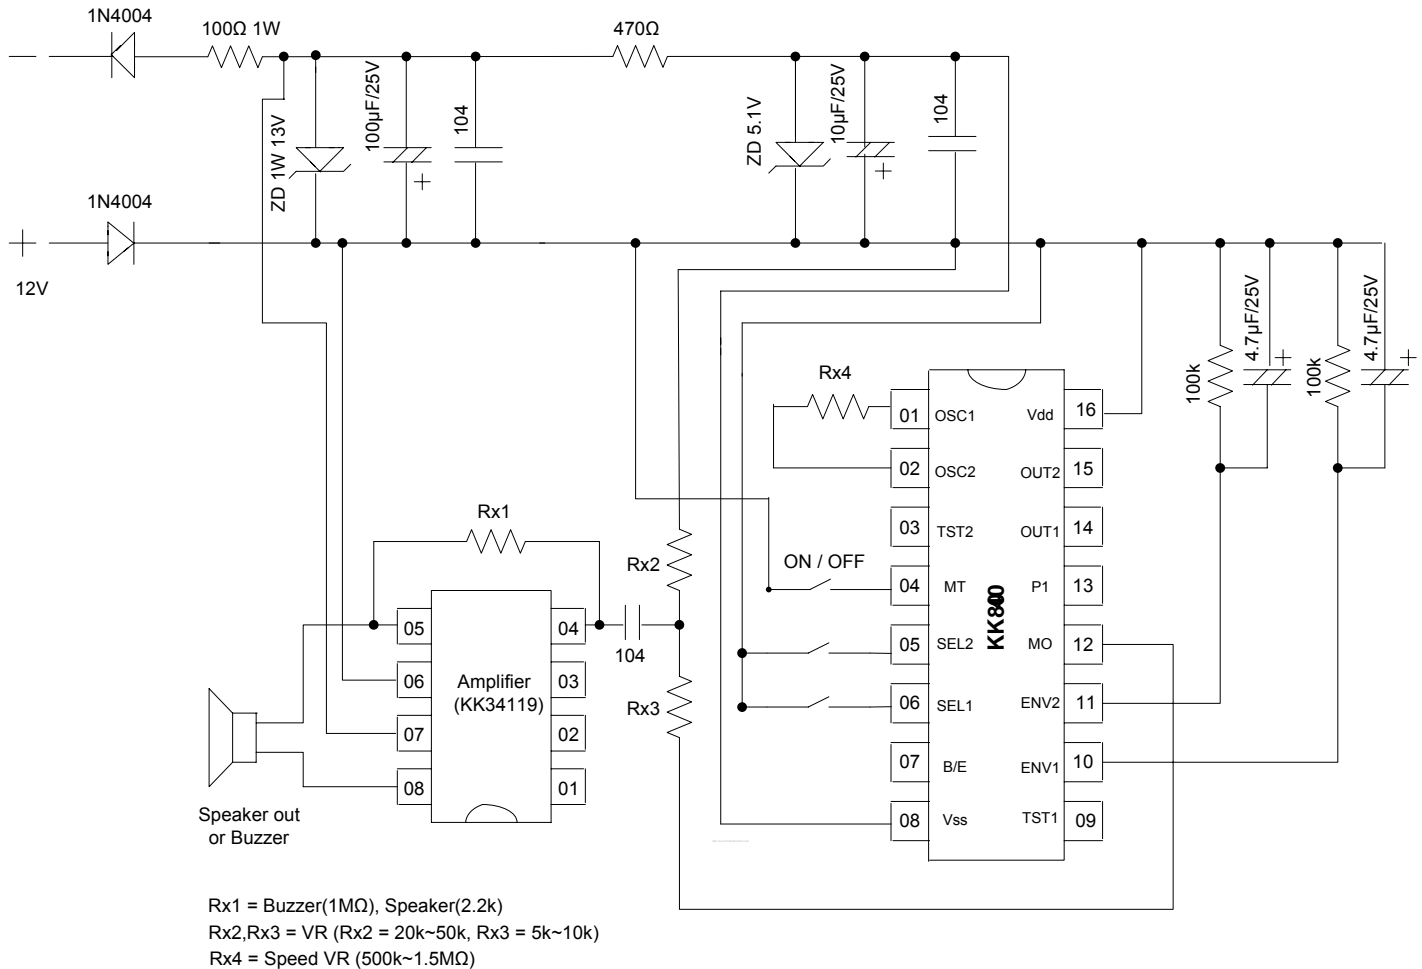 1N4004
100Ω 1W
470Ω
ZD 1W 13V
100µF/25V
104
ZD 5.1V
10µF/25V
104
1N4004
12V
100k
4.7µF/25V
100k
4.7µF/25V
Rx4
01 OSC1 Vdd 16
02 OSC2 OUT2 15
03 TST2 OUT1 14
ON / OFF
04 MT P1 13
05 SEL2 MO 12
06 SEL1 ENV2 11
07 B/E ENV1 10
08 Vss TST1 09
Rx1
Rx2
104
Rx3
05 04
06 03
07 02
08 01
Amplifier
(KK34119)
Speaker out
or Buzzer
Rx1 = Buzzer(1MΩ), Speaker(2.2k)
Rx2,Rx3 = VR (Rx2 = 20k~50k, Rx3 = 5k~10k)
Rx4 = Speed VR (500k~1.5MΩ)